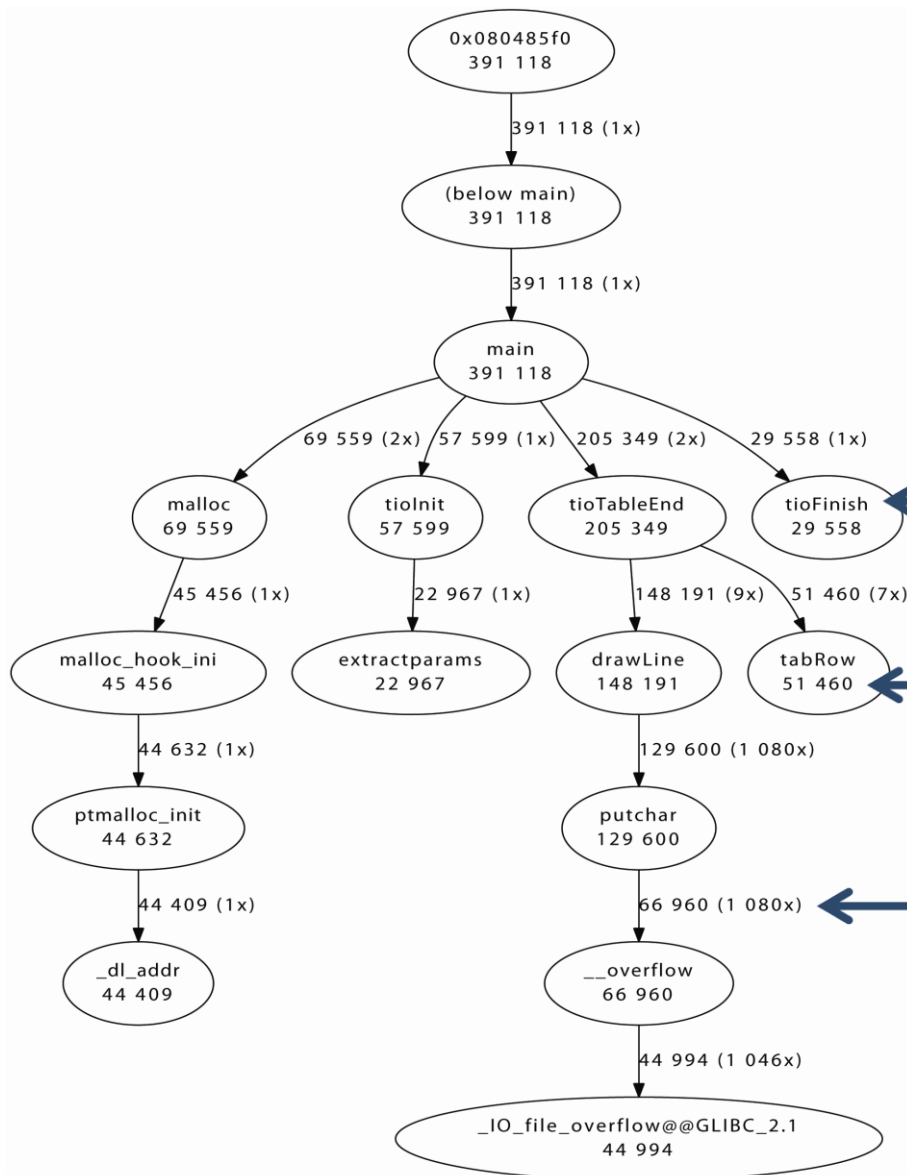 0x080485f0
391 118
391 118 (1x)
(below main)
391 118
391 118 (1x)
main
391 118
69 559 (2x)
57 599 (1x)
205 349 (2x)
29 558 (1x)
malloc
69 559
tioInit
57 599
tioTableEnd
205 349
tioFinish
29 558
45 456 (1x)
22 967 (1x)
148 191 (9x)
51 460 (7x)
malloc_hook_ini
45 456
extractparams
22 967
drawLine
148 191
tabRow
51 460
44 632 (1x)
129 600 (1 080x)
ptmalloc_init
44 632
putchar
129 600
44 409 (1x)
66 960 (1 080x)
_dl_addr
44 409
__overflow
66 960
44 994 (1 046x)
_IO_file_overflow@@GLIBC_2.1
44 994